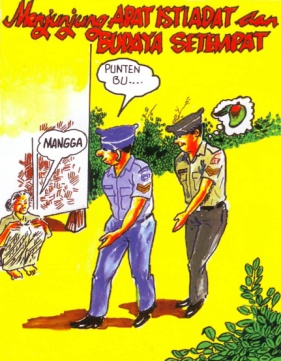 Menjunjung ADAT ISTIADAT dan
BUDAYA SETEMPAT
PUNTEN
BU....
MANGGA